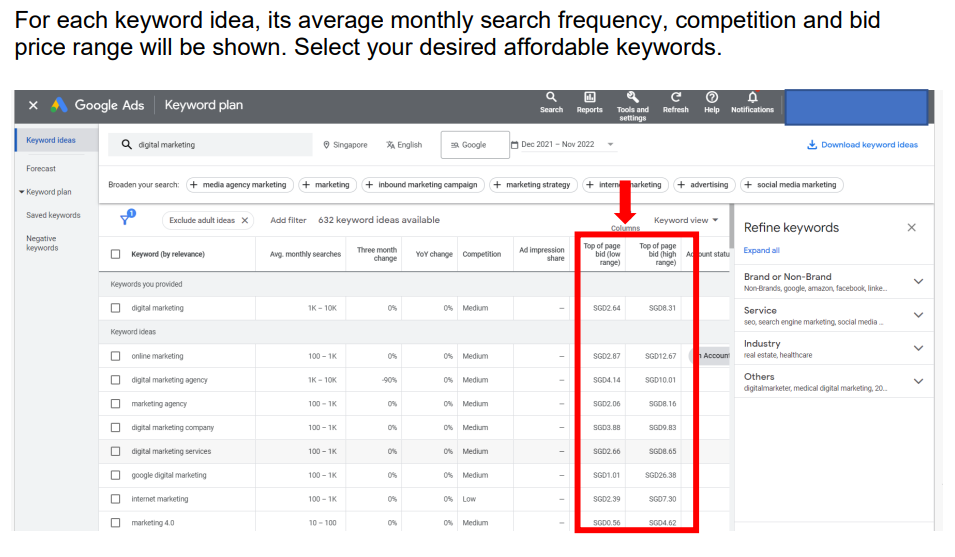 For each keyword idea, its average monthly search frequency, competition and bid
price range will be shown. Select your desired affordable keywords.
Google Ads Keyword plan
Search Reports Tools and settings Refresh Help Notifications
Keyword ideas
Forecast
Keyword plan
Saved keywords
Negative keywords
digital marketing Singapore English Google Dec 2021 – Nov 2022 Download keyword ideas
Broaden your search: + media agency marketing + marketing + inbound marketing campaign + marketing strategy + marketing + advertising + social media marketing
1 Exclude adult ideas Add filter 632 keyword ideas available Columns Keyword view
Keyword (by relevance) Avg. monthly searches Three month change YoY change Competition Ad impression share Top of page bid (low range) Top of page bid (high range)
Keywords you provided
digital marketing 1K – 10K 0% 0% Medium – SGD2.64 SGD8.31
Keyword ideas
online marketing 100 – 1K 0% 0% Medium – SGD2.87 SGD12.67 Account
digital marketing agency 1K – 10K -90% 0% Medium – SGD4.14 SGD10.01
marketing agency 100 – 1K 0% 0% Medium – SGD2.06 SGD8.16
digital marketing company 100 – 1K 0% 0% Medium – SGD3.88 SGD9.83
digital marketing services 100 – 1K 0% 0% Medium – SGD2.66 SGD8.65
google digital marketing 100 – 1K 0% 0% Medium – SGD1.01 SGD26.38
internet marketing 100 – 1K 0% 0% Low – SGD2.39 SGD7.30
marketing 4.0 10 – 100 0% 0% Medium – SGD0.56 SGD4.62
Refine keywords
Expand all
Brand or Non-Brand
Non-Brands, google, amazon, facebook, linke...
Service
seo, search engine marketing, social media ...
Industry
real estate, healthcare
Others
digitalmarketer, medical digital marketing, 20...